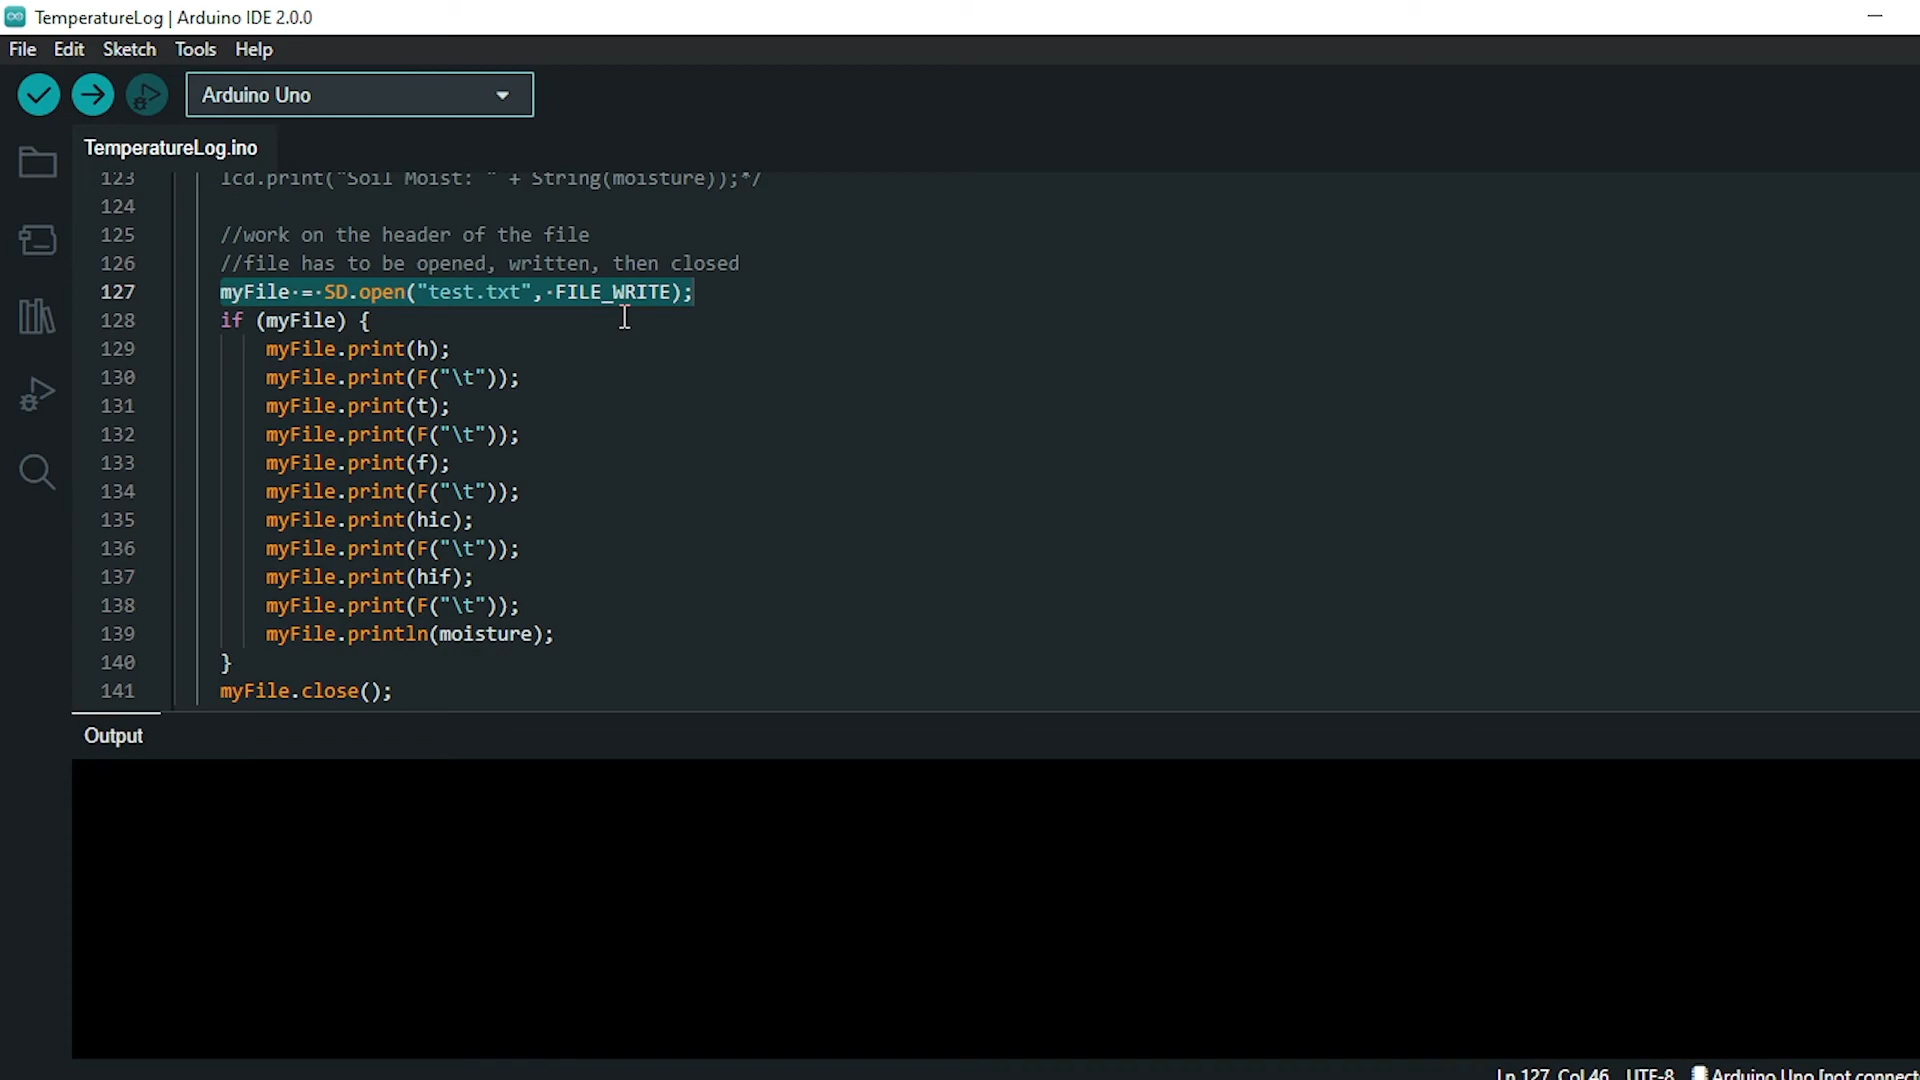 TemperatureLog | Arduino IDE 2.0.0
File Edit Sketch Tools Help
Arduino Uno
TemperatureLog.ino
123 lcd.print("Soil Moist: " + String(moisture));*/
124
125 //work on the header of the file
126 //file has to be opened, written, then closed
127 myFile = SD.open("test.txt", FILE_WRITE);
128 if (myFile) {
129 myFile.print(h);
130 myFile.print(F("\t"));
131 myFile.print(t);
132 myFile.print(F("\t"));
133 myFile.print(f);
134 myFile.print(F("\t"));
135 myFile.print(hic);
136 myFile.print(F("\t"));
137 myFile.print(hif);
138 myFile.print(F("\t"));
139 myFile.println(moisture);
140 }
141 myFile.close();
Output
Ln 127, Col 46 UTF-8 Arduino Uno [not connect